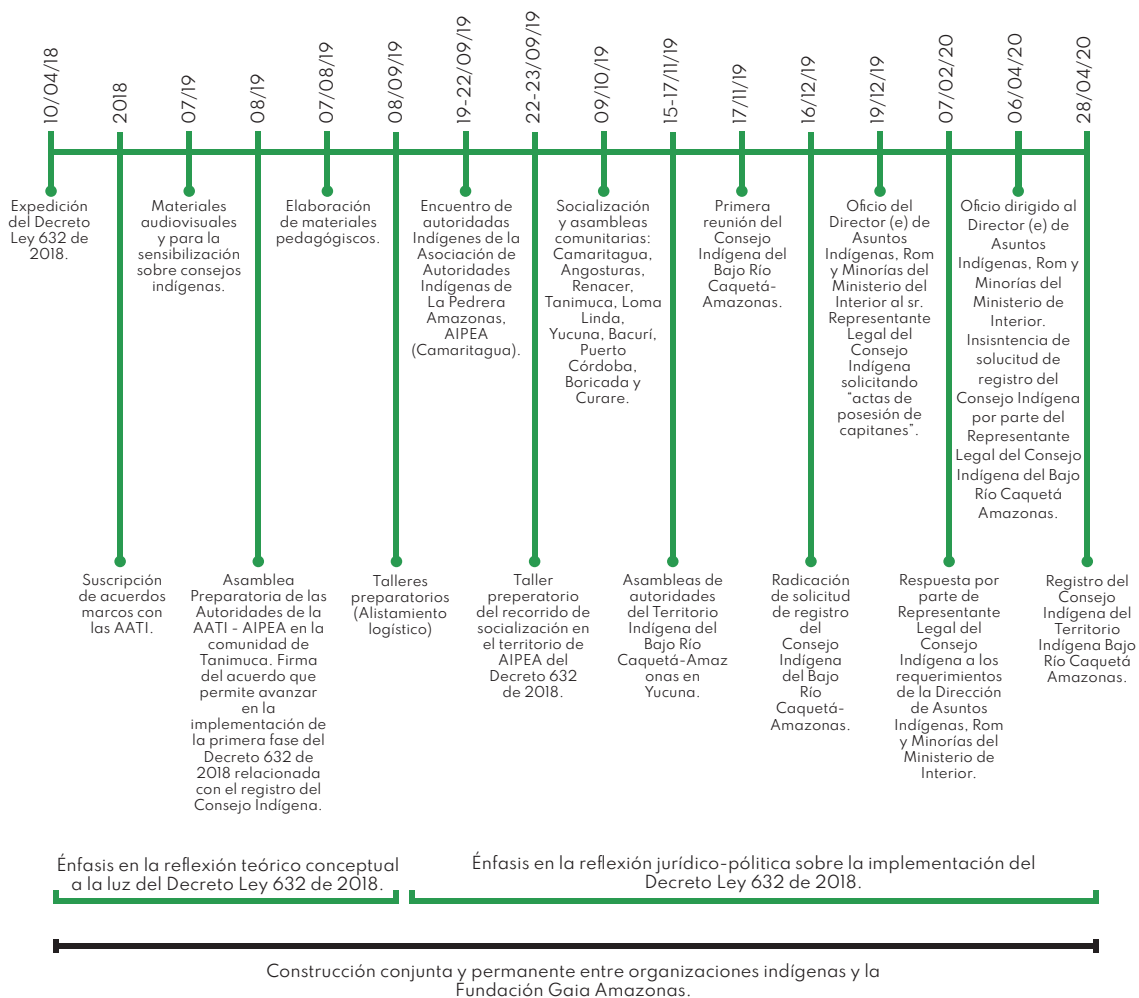 10/04/18
2018
07/19
08/19
07/08/19
08/09/19
19-22/09/19
22-23/09/19
09/10/19
15-17/11/19
17/11/19
16/12/19
19/12/19
07/02/20
06/04/20
28/04/20
Expedición
del Decreto
Ley 632 de
2018.
Materiales
audiovisuales
y para la
sensibilización
sobre consejos
indígenas.
Elaboración
de materiales
pedagógiscos.
Encuentro de
autoridadas
Indígenes de la
Asociación de
Autoridades
Indígenas de
La Pedrera
Amazonas,
AIPEA
(Camaritagua).
Socialización
y asambleas
comunitarias:
Camaritagua,
Angosturas,
Renacer,
Tanimuca, Loma
Linda,
Yucuna, Bacurí,
Puerto
Córdoba,
Boricada y
Curare.
Primera
reunión del
Consejo
Indígena del
Bajo Río
Caquetá-
Amazonas.
Oficio del
Director (e) de
Asuntos
Indígenas, Rom
y Minorías del
Ministerio del
Interior al sr.
Representante
Legal del
Consejo
Indígena
solicitando
"actas de
posesión de
capitanes".
Oficio dirigido al
Director (e) de
Asuntos
Indígenas, Rom y
Minorías del
Ministerio de
Interior.
Insistencia de
solucitud de
registro del
Consejo Indígena
por parte del
Representante
Legal del Consejo
Indígena del Bajo
Río Caquetá
Amazonas.
Suscripción
de acuerdos
marcos con
las AATI.
Asamblea
Preparatoria de las
Autoridades de la
AATI - AIPEA en la
comunidad de
Tanimuca. Firma
del acuerdo que
permite avanzar
en la
implementación de
la primera fase del
Decreto 632 de
2018 relacionada
con el registro del
Consejo Indígena.
Talleres
preparatorios
(Alistamiento
logístico)
Taller
preperatorio
del recorrido de
socialización en
el territorio de
AIPEA del
Decreto 632
de 2018.
Asambleas de
autoridades
del Territorio
Indígena del
Bajo Río
Caquetá-Amaz
onas en
Yucuna.
Radicación
de solicitud
de registro
del
Consejo
Indígena
del Bajo
Río
Caquetá-
Amazonas.
Respuesta por
parte de
Representante
Legal del
Consejo
Indígena a los
requerimientos
de la Dirección
de Asuntos
Indígenas, Rom
y Minorías del
Ministerio de
Interior.
Registro del
Consejo
Indígena del
Territorio
Indígena Bajo
Río Caquetá
Amazonas.
Énfasis en la reflexión teórico conceptual
a la luz del Decreto Ley 632 de 2018.
Énfasis en la reflexión jurídico-pólitica sobre la implementación del
Decreto Ley 632 de 2018.
Construcción conjunta y permanente entre organizaciones indígenas y la
Fundación Gaia Amazonas.